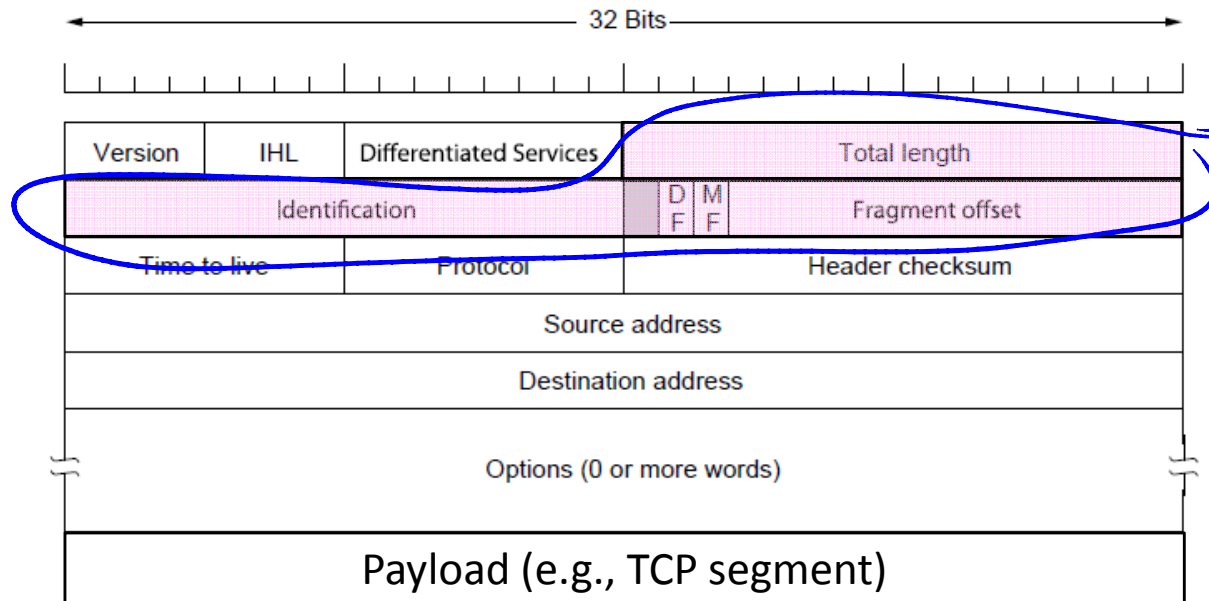 32 Bits
Version IHL Differentiated Services Total length
Identification D F M F Fragment offset
Time to live Protocol Header checksum
Source address
Destination address
Options (0 or more words)
Payload (e.g., TCP segment)